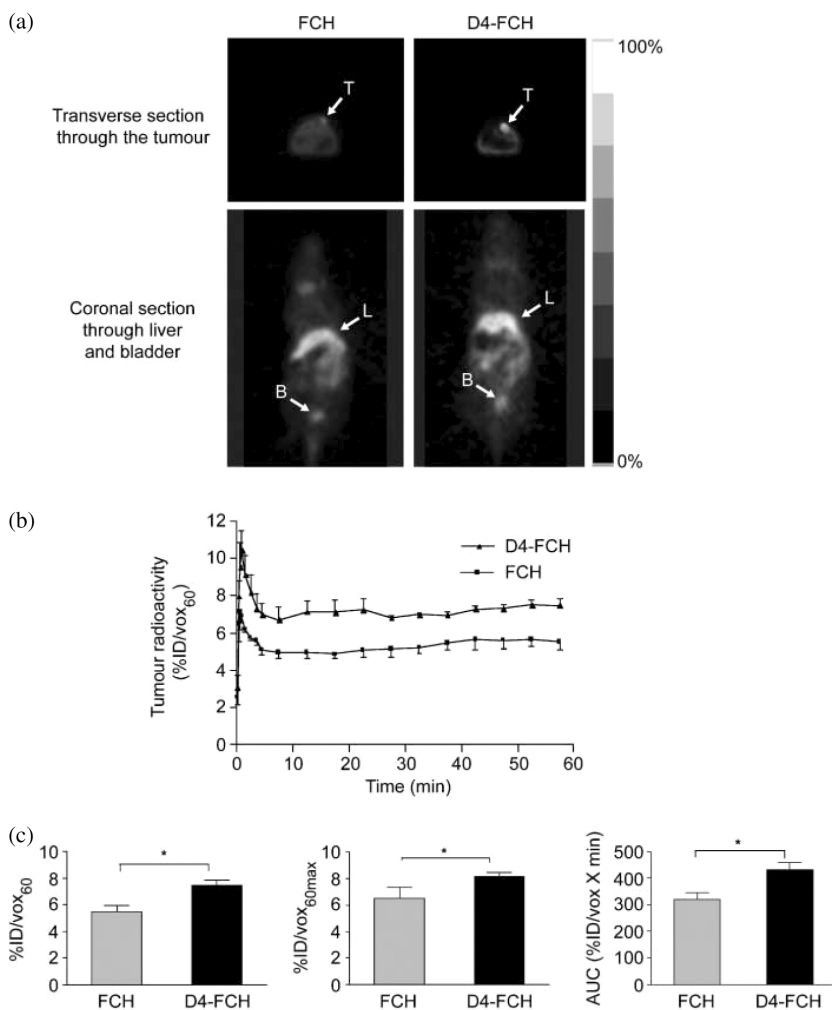 (a)
FCH
D4-FCH
100%
T
T
Transverse section
through the tumour
L
L
Coronal section
through liver
and bladder
B
B
0%
(b)
12
10
8
6
4
2
0
Tumour radioactivity
(%ID/vox60)
D4-FCH
FCH
0 10 20 30 40 50 60
Time (min)
(c)
10
8
6
4
2
0
%ID/vox60
*
FCH D4-FCH
10
8
6
4
2
0
%ID/vox60max
*
FCH D4-FCH
500
400
300
200
100
0
AUC (%ID/vox X min)
*
FCH D4-FCH